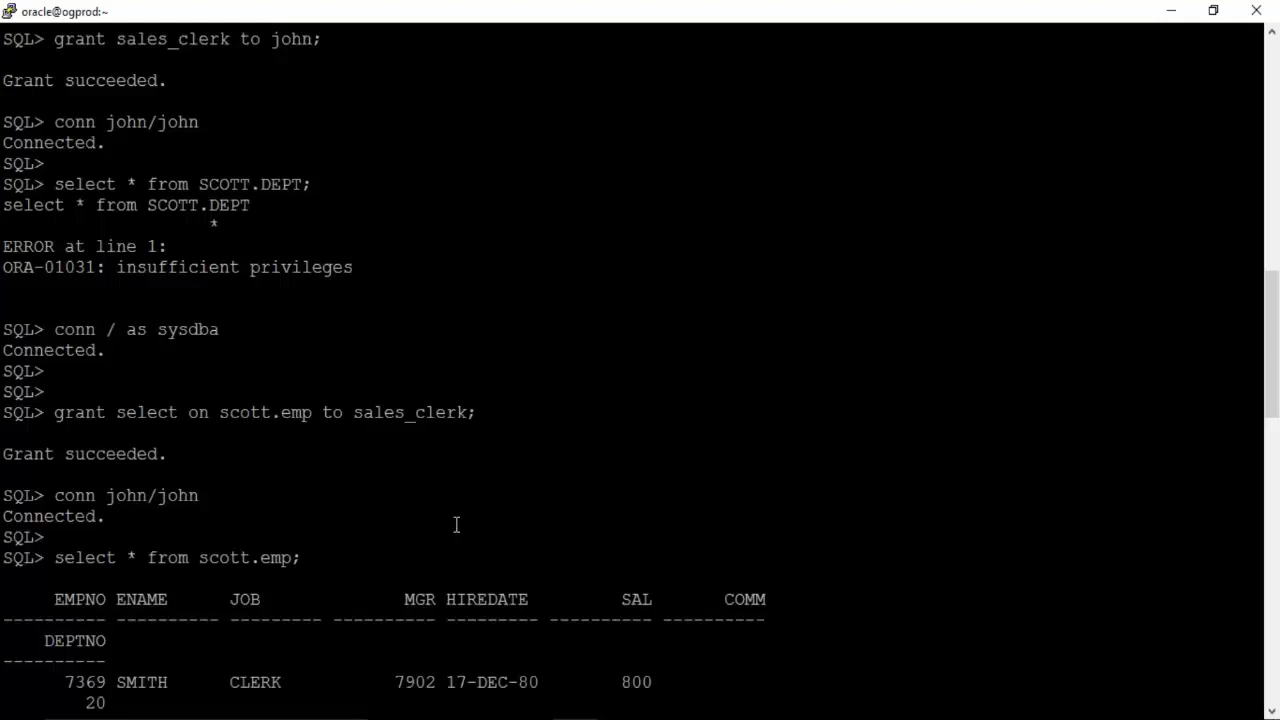 oracle@ogprod:~
SQL> grant sales_clerk to john;
Grant succeeded.
SQL> conn john/john
Connected.
SQL>
SQL> select * from SCOTT.DEPT;
select * from SCOTT.DEPT
*
ERROR at line 1:
ORA-01031: insufficient privileges
SQL> conn / as sysdba
Connected.
SQL>
SQL>
SQL> grant select on scott.emp to sales_clerk;
Grant succeeded.
SQL> conn john/john
Connected.
SQL>
SQL> select * from scott.emp;
EMPNO ENAME JOB MGR HIREDATE SAL COMM
---------- ---------- --------- ---------- --------- ---------- ----------
DEPTNO
----------
7369 SMITH CLERK 7902 17-DEC-80 800
20